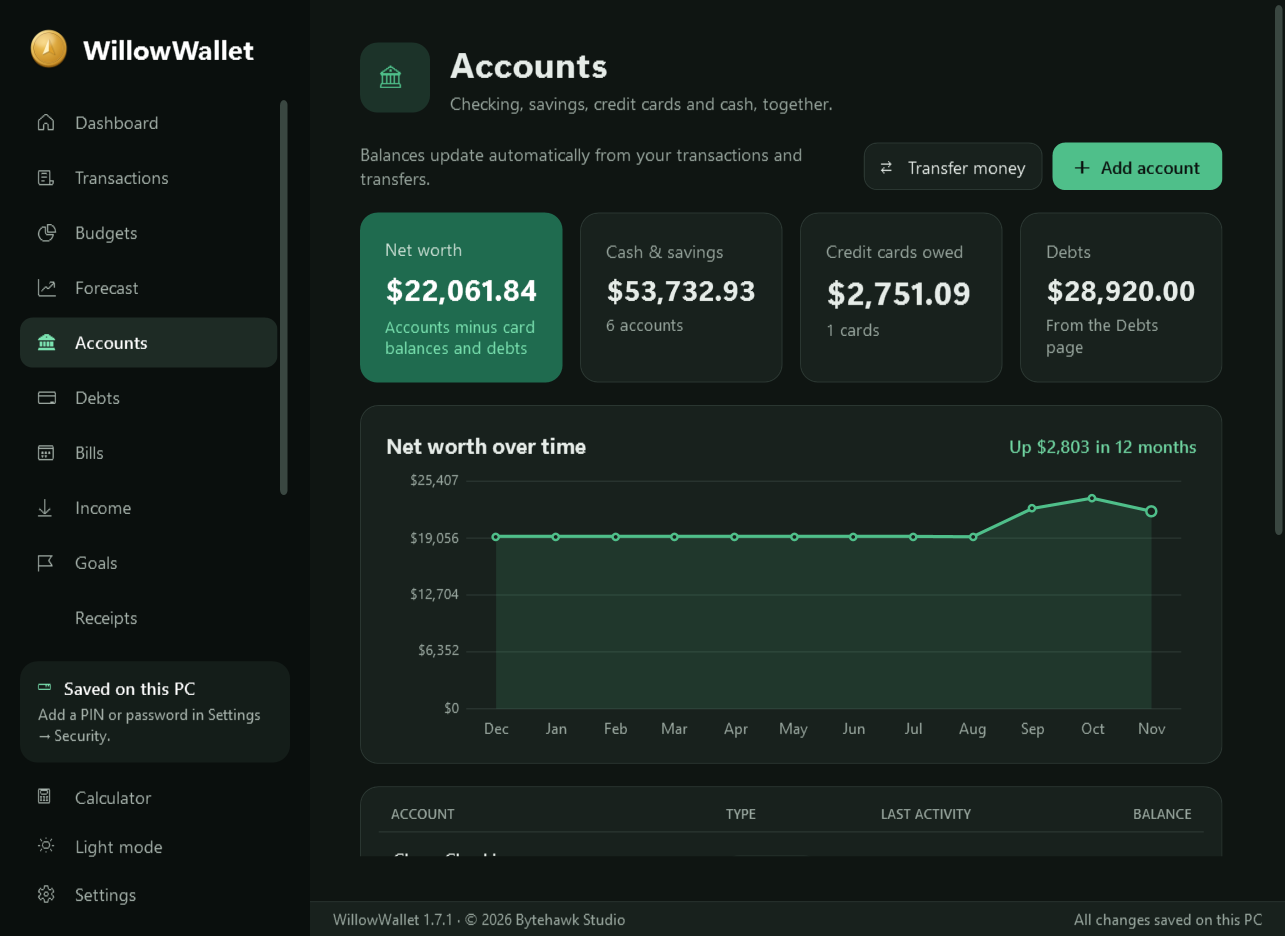 WillowWallet
Dashboard
Transactions
Budgets
Forecast
Accounts
Debts
Bills
Income
Goals
Receipts
Saved on this PC
Add a PIN or password in Settings
→ Security.
Calculator
Light mode
Settings
Accounts
Checking, savings, credit cards and cash, together.
Balances update automatically from your transactions and
transfers.
Transfer money
+ Add account
Net worth
$22,061.84
Accounts minus card
balances and debts
Cash & savings
$53,732.93
6 accounts
Credit cards owed
$2,751.09
1 cards
Debts
$28,920.00
From the Debts
page
Net worth over time
Up $2,803 in 12 months
$25,407
$19,056
$12,704
$6,352
$0
Dec Jan Feb Mar Apr May Jun Jul Aug Sep Oct Nov
ACCOUNT TYPE LAST ACTIVITY BALANCE
WillowWallet 1.7.1 · © 2026 Bytehawk Studio
All changes saved on this PC